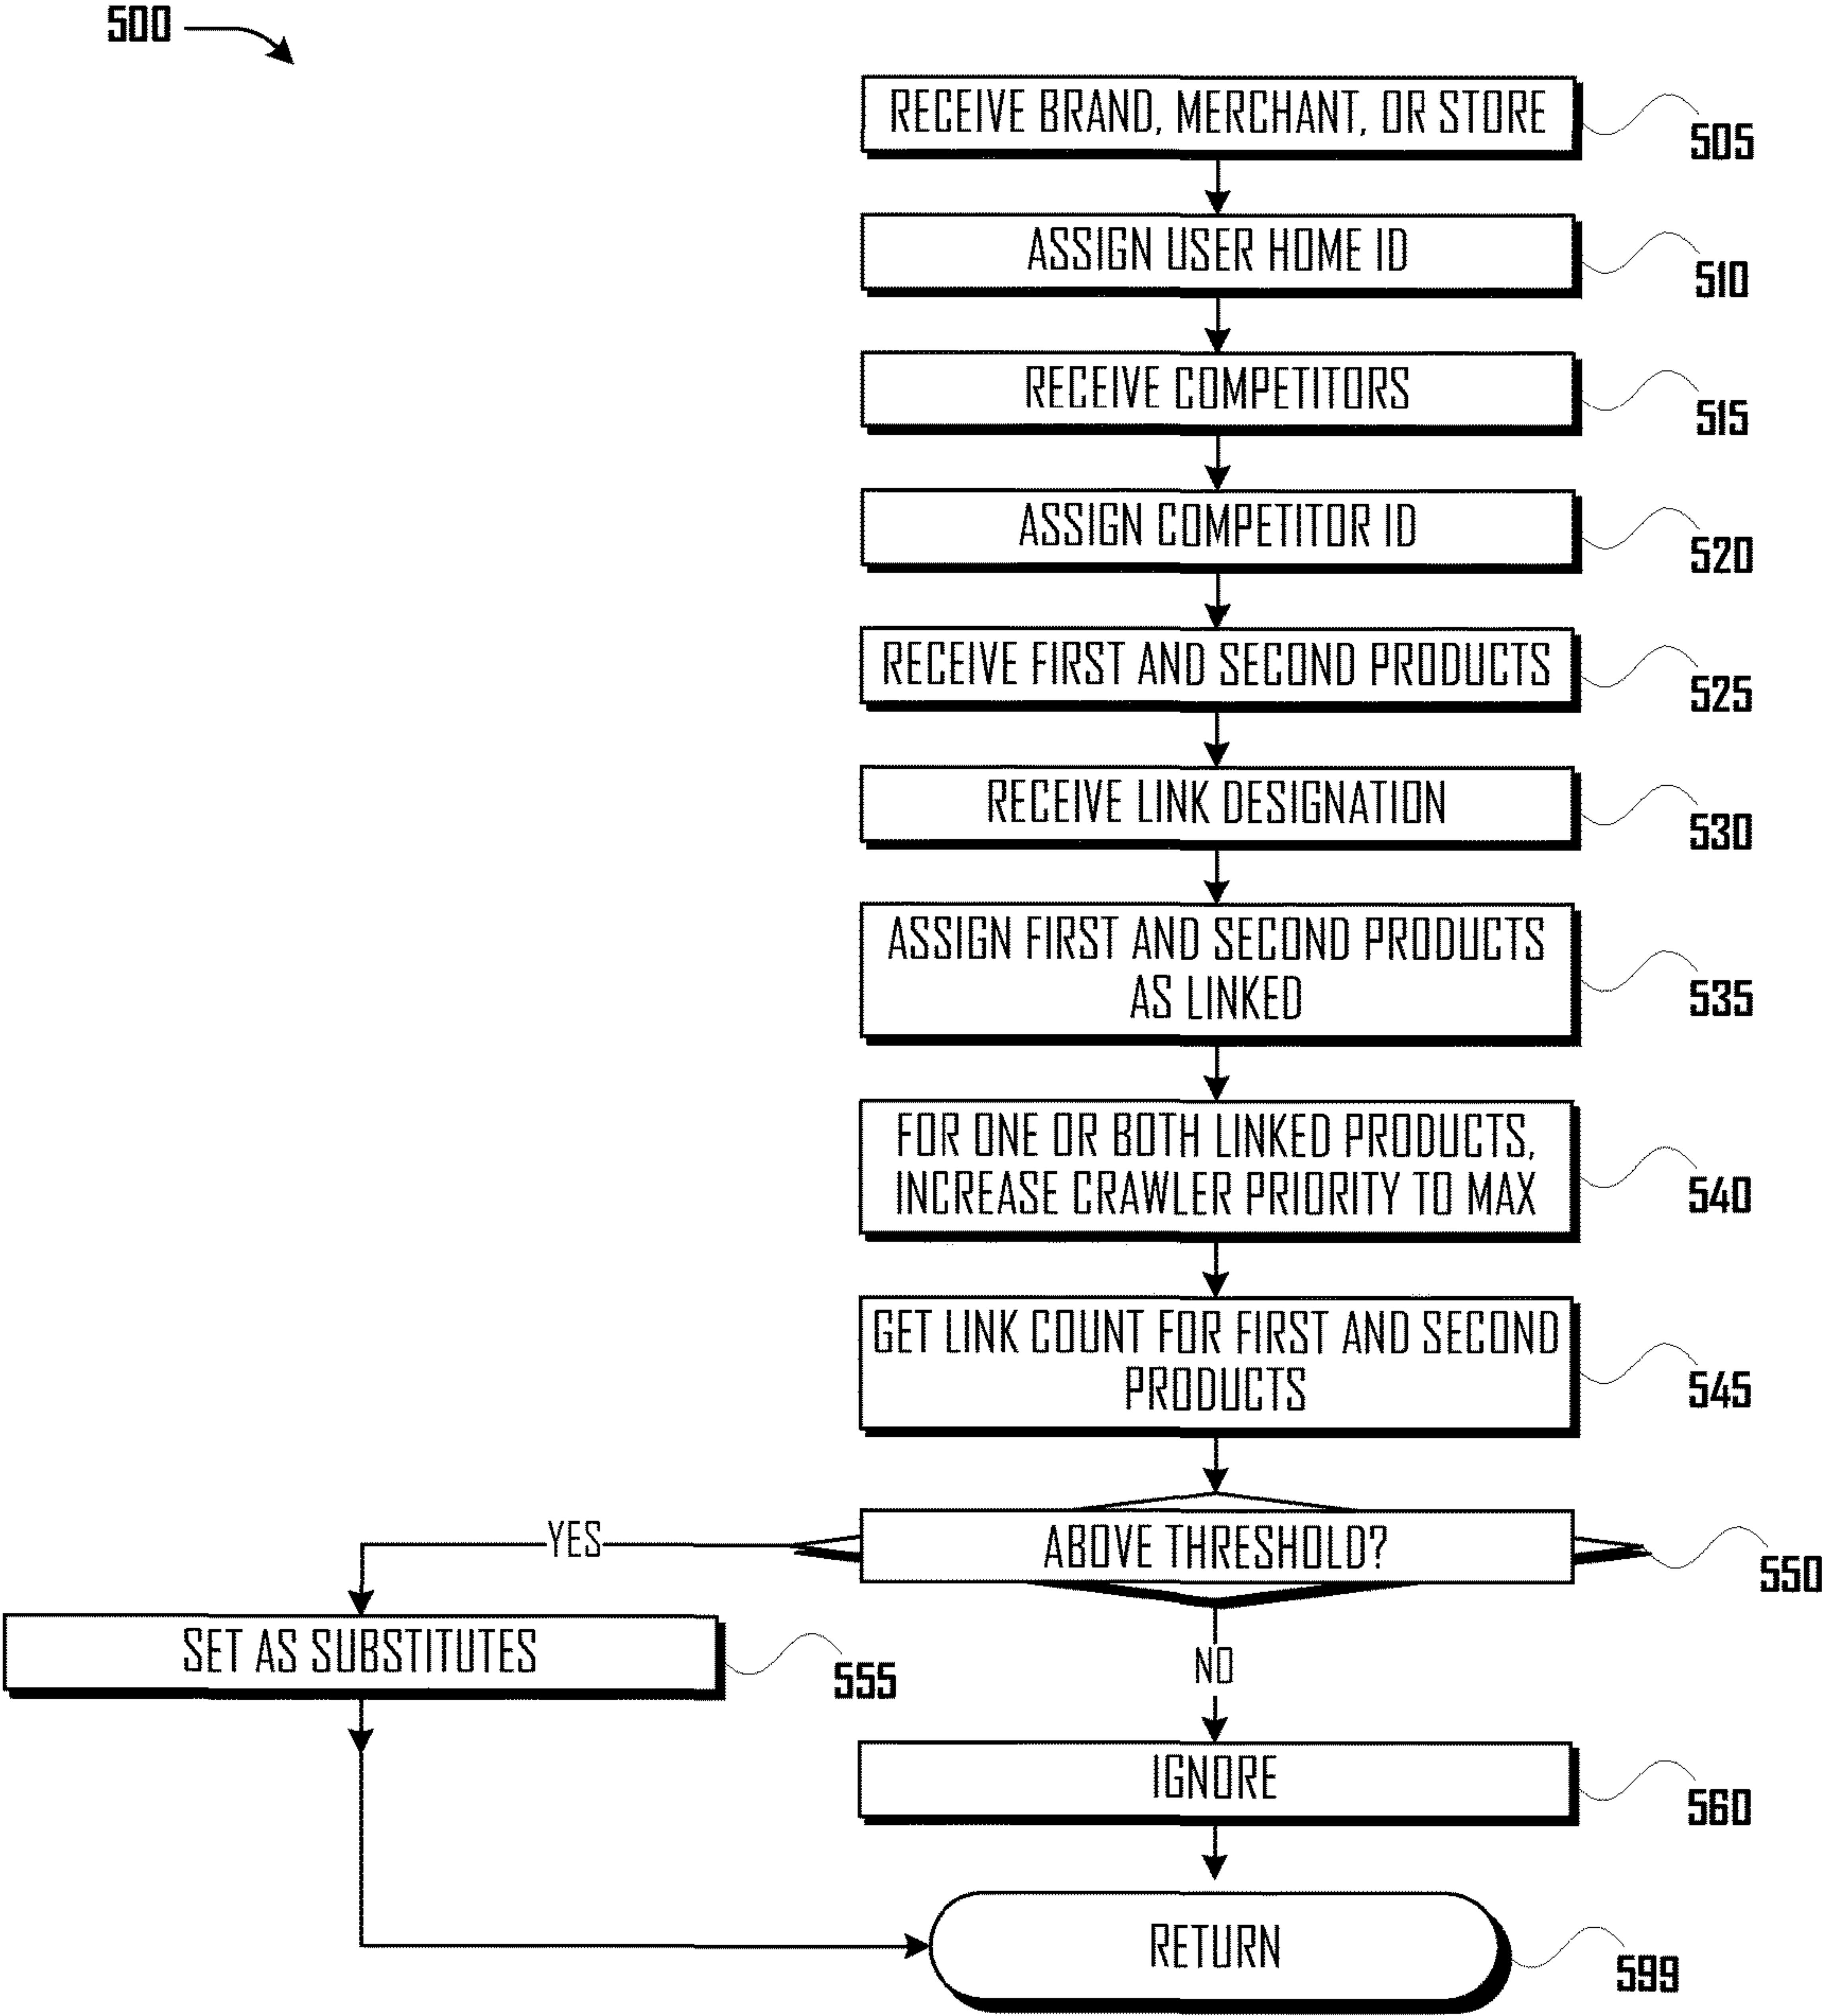 500
RECEIVE BRAND, MERCHANT, OR STORE
505
ASSIGN USER HOME ID
510
RECEIVE COMPETITORS
515
ASSIGN COMPETITOR ID
520
RECEIVE FIRST AND SECOND PRODUCTS
525
RECEIVE LINK DESIGNATION
530
ASSIGN FIRST AND SECOND PRODUCTS
AS LINKED
535
FOR ONE OR BOTH LINKED PRODUCTS,
INCREASE CRAWLER PRIORITY TO MAX
540
GET LINK COUNT FOR FIRST AND SECOND
PRODUCTS
545
ABOVE THRESHOLD?
550
YES
SET AS SUBSTITUTES
555
NO
IGNORE
560
RETURN
599